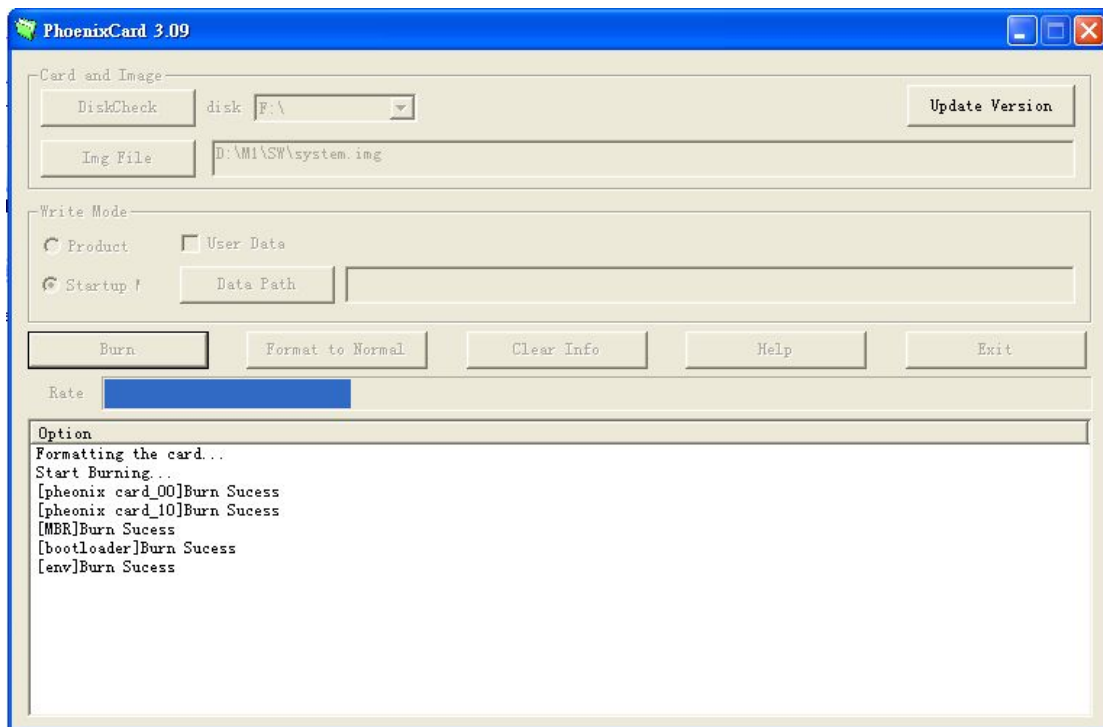 PhoenixCard 3.09
Card and Image
DiskCheck disk F:\ Update Version
Img File D:\M1\SW\system.img
Write Mode
Product User Data
Startup M Data Path
Burn Format to Normal Clear Info Help Exit
Rate
Option
Formatting the card...
Start Burning...
[pheonix card_00]Burn Sucess
[pheonix card_10]Burn Sucess
[MBR]Burn Sucess
[bootloader]Burn Sucess
[env]Burn Sucess